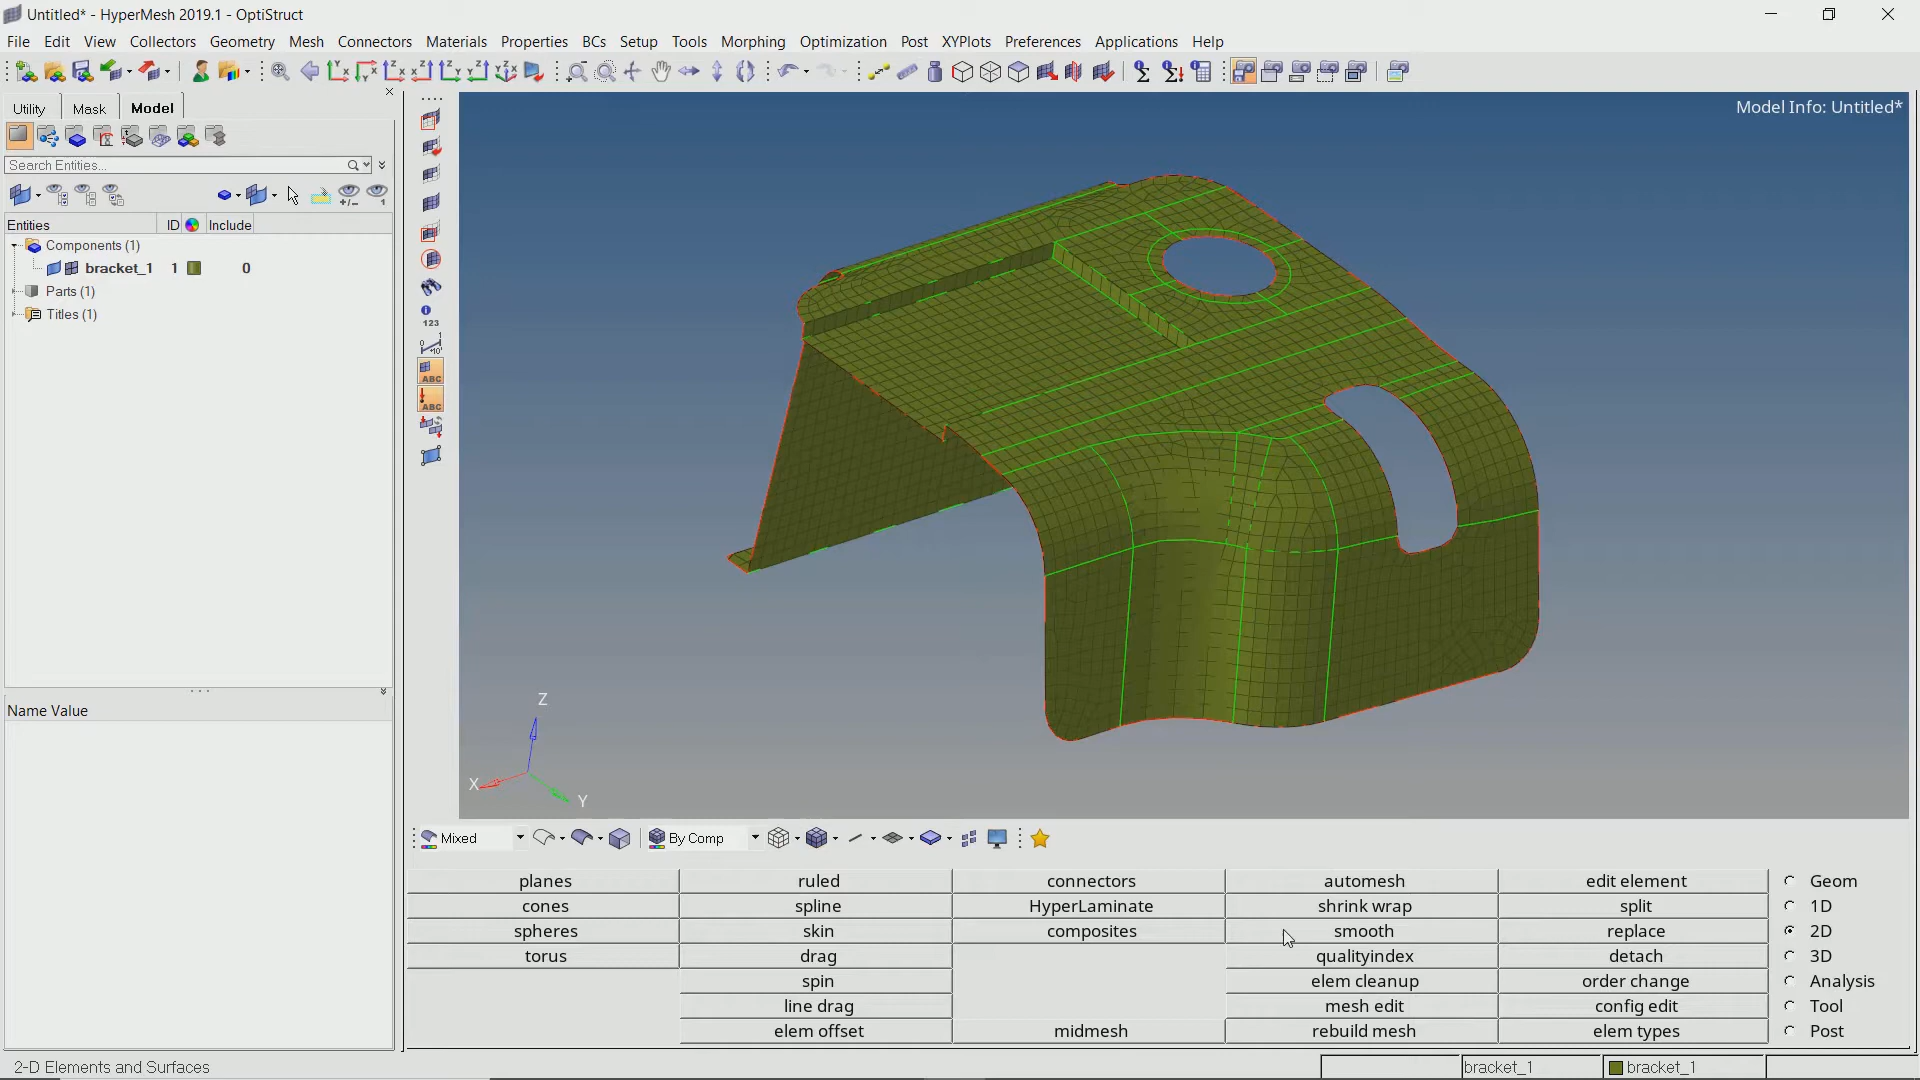 Untitled* - HyperMesh 2019.1 - OptiStruct
File Edit View Collectors Geometry Mesh Connectors Materials Properties BCs Setup Tools Morphing Optimization Post XYPlots Preferences Applications Help
Utility Mask Model
Model Info: Untitled*
Search Entities...
Entities ID Include
Components (1)
bracket_1 1 0
Parts (1)
Titles (1)
123
ABC
ABC
Name Value
Z
X
Y
Mixed By Comp
planes ruled connectors automesh edit element Geom
cones spline HyperLaminate shrink wrap split 1D
spheres skin composites smooth replace 2D
torus drag qualityindex detach 3D
spin elem cleanup order change Analysis
line drag mesh edit config edit Tool
elem offset midmesh rebuild mesh elem types Post
2-D Elements and Surfaces bracket_1 bracket_1